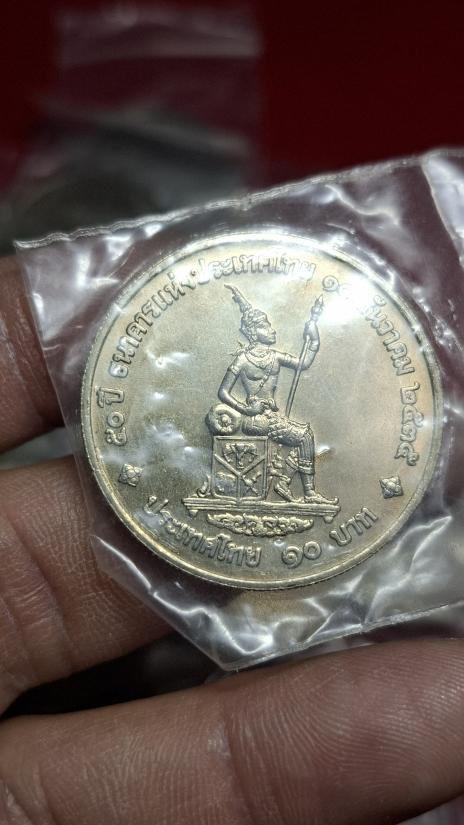 ๕๐ ปี ธนาคารแห่งประเทศไทย ๑๐ ธันวาคม ๒๕๓๕
ประเทศไทย ๑๐ บาท